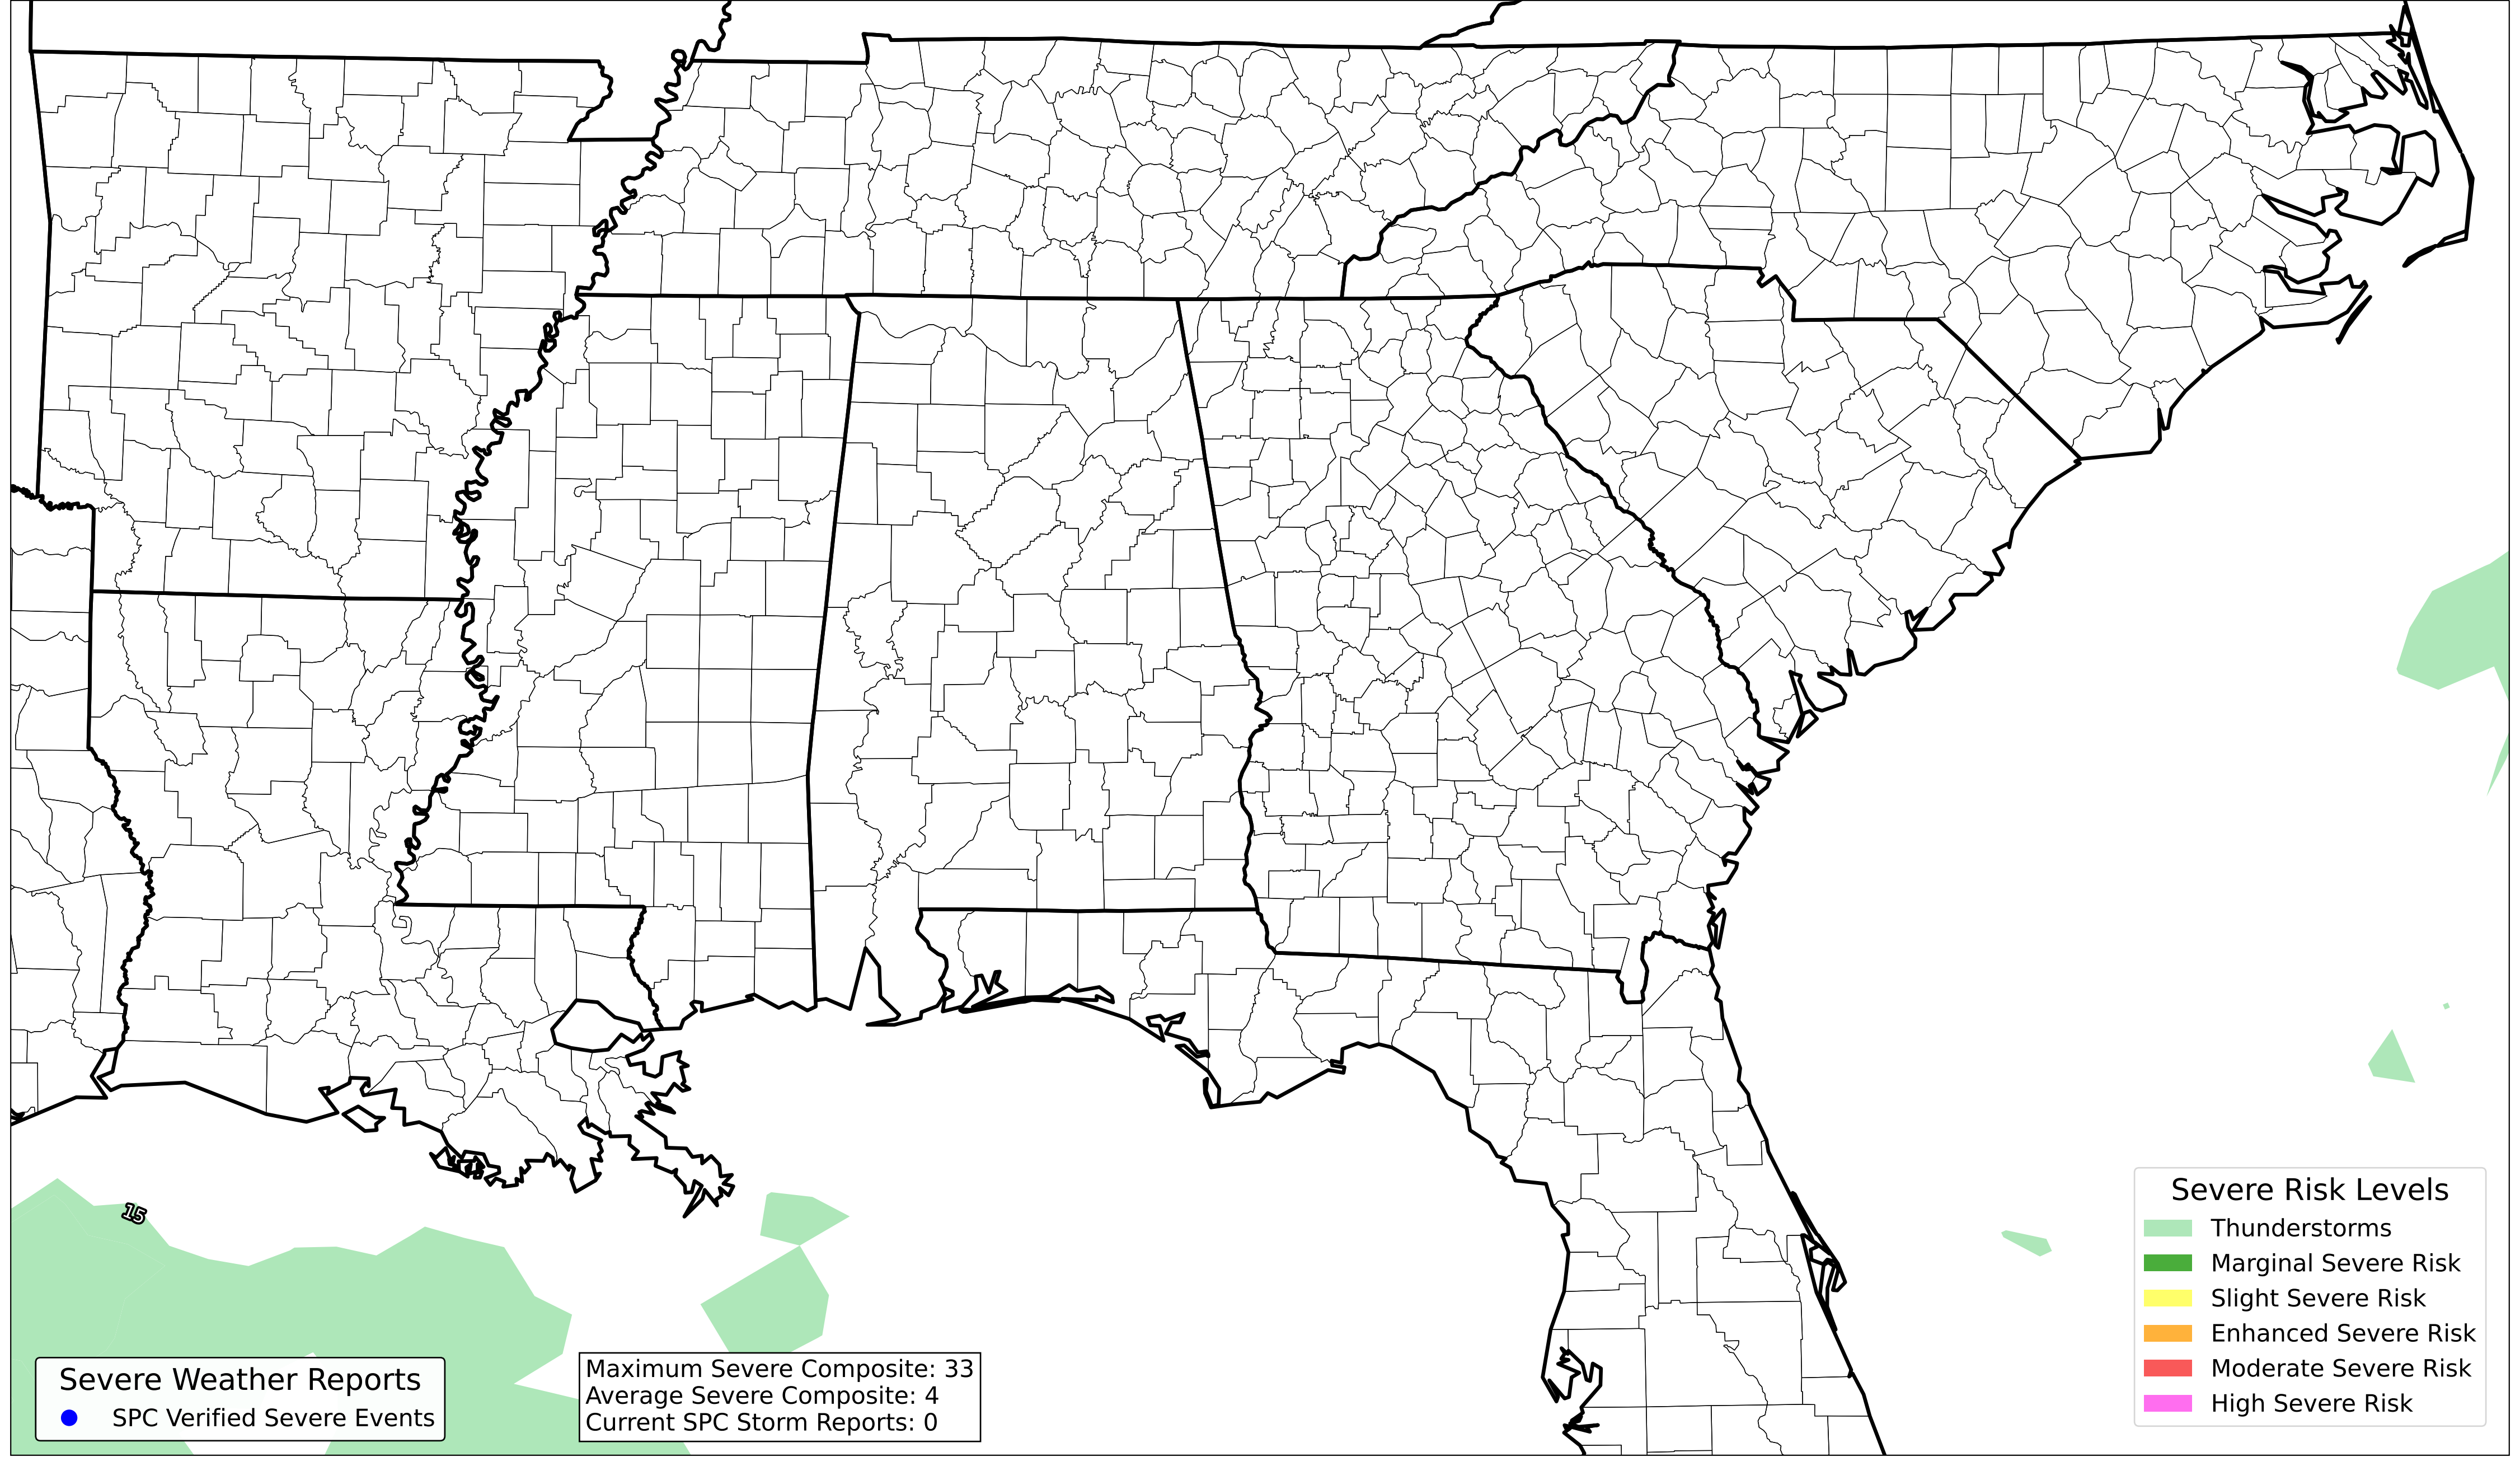 15
Severe Weather Reports
SPC Verified Severe Events
Maximum Severe Composite: 33
Average Severe Composite: 4
Current SPC Storm Reports: 0
Severe Risk Levels
Thunderstorms
Marginal Severe Risk
Slight Severe Risk
Enhanced Severe Risk
Moderate Severe Risk
High Severe Risk